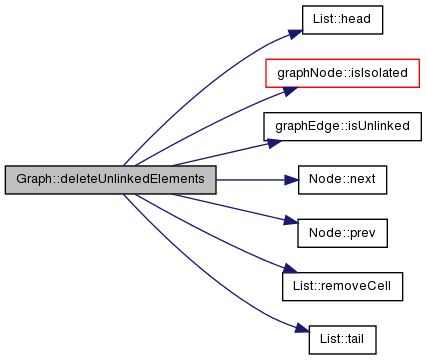 List::head
graphNode::isIsolated
graphEdge::isUnlinked
Graph::deleteUnlinkedElements
Node::next
Node::prev
List::removeCell
List::tail